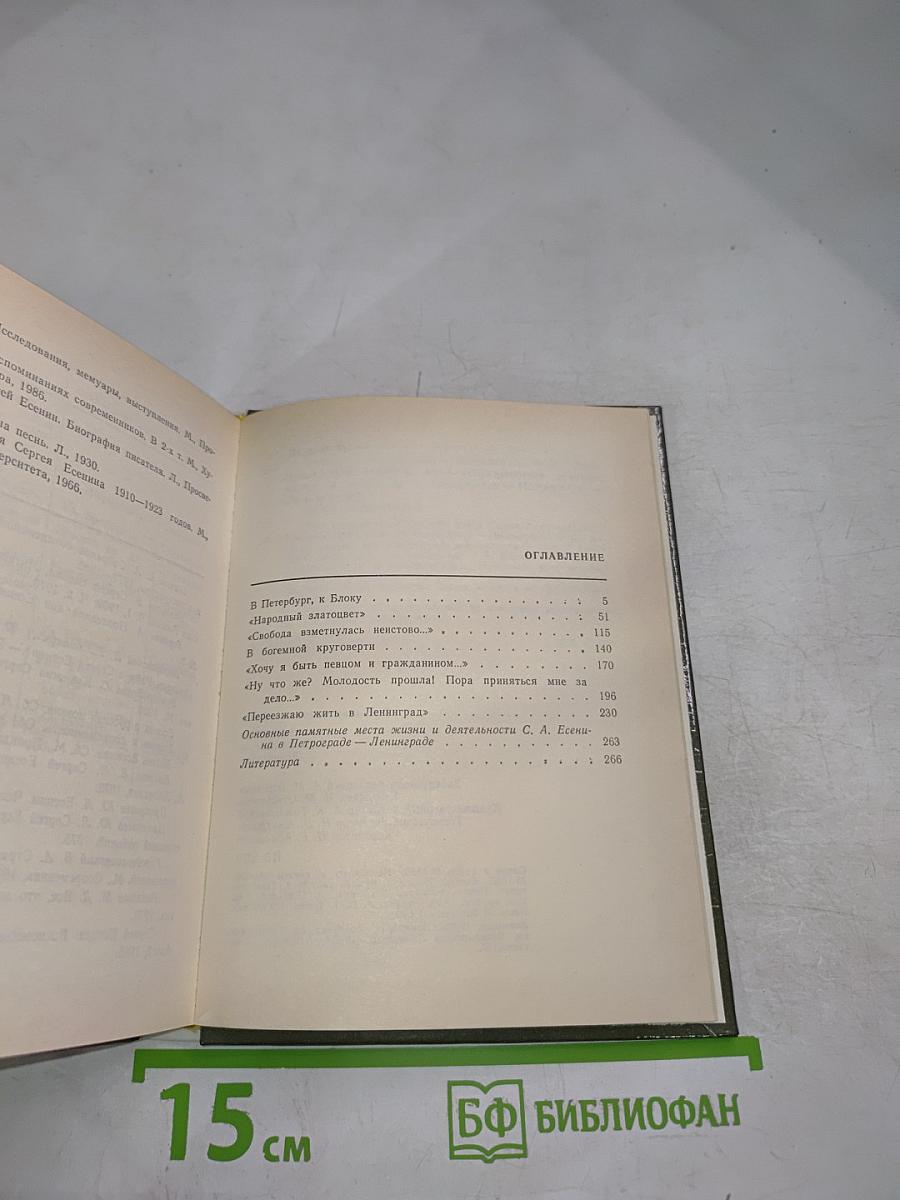 Исследования, мемуары, выступления. М., Про-
споминаниях современников. В 2-х т. М., Ху-
ра, 1986.
ей Есенин. Биография писателя. Л., Просве-
на песнь. Л., 1930.
я Сергея Есенина 1910—1923 годов. М.,
ерситета, 1966.
ОГЛАВЛЕНИЕ
В Петербург, к Блоку . . . . . . . . . . . . . . . . 5
«Народный златоцвет» . . . . . . . . . . . . . . . . 51
«Свобода взметнулась неистово...» . . . . . . . . . . . 115
В богемной круговерти . . . . . . . . . . . . . . . 140
«Хочу я быть певцом и гражданином...» . . . . . . . . 170
«Ну что же? Молодость прошла! Пора приняться мне за
дело...» . . . . . . . . . . . . . . . . . . . 196
«Переезжаю жить в Ленинград» . . . . . . . . . . . 230
Основные памятные места жизни и деятельности С. А. Есени-
на в Петрограде — Ленинграде . . . . . . . . . . . 263
Литература . . . . . . . . . . . . . . . . . . . . . 266
15 см
БФ БИБЛИОФАН